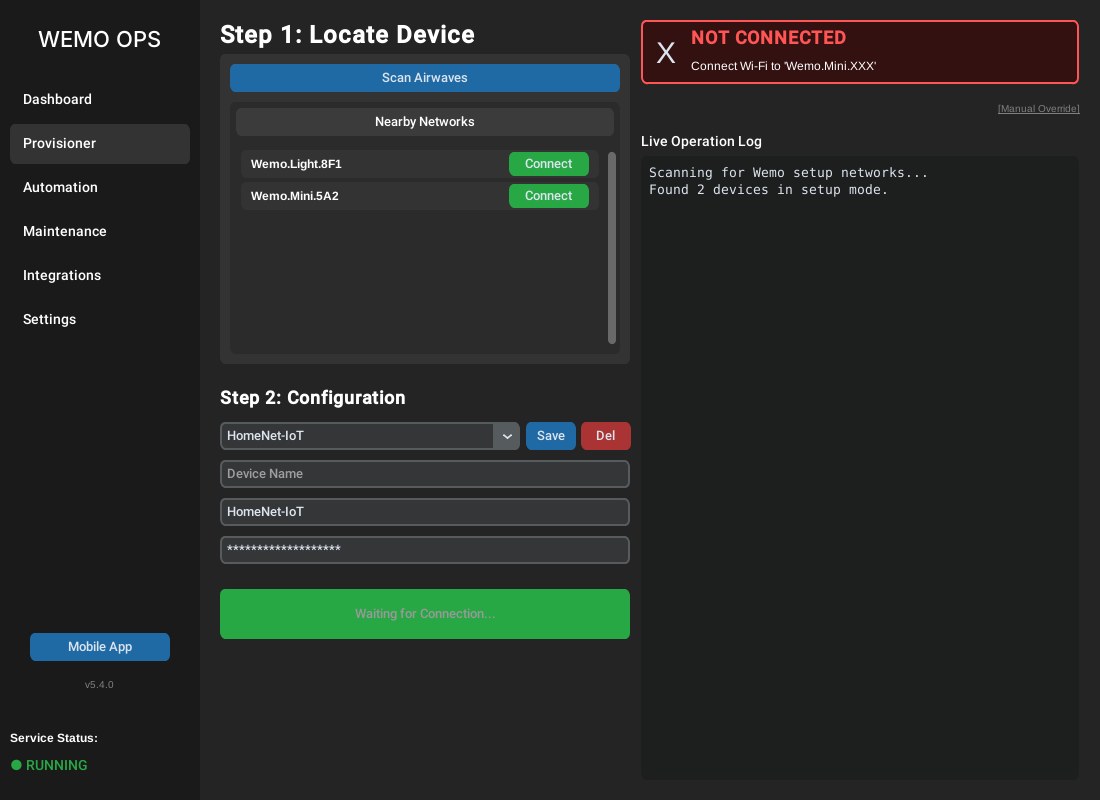 WEMO OPS
Dashboard
Provisioner
Automation
Maintenance
Integrations
Settings
Mobile App
v5.4.0
Service Status:
RUNNING
Step 1: Locate Device
Scan Airwaves
Nearby Networks
Wemo.Light.8F1 Connect
Wemo.Mini.5A2 Connect
Step 2: Configuration
HomeNet-IoT Save Del
Device Name
HomeNet-IoT
*******************
Waiting for Connection...
X NOT CONNECTED
Connect Wi-Fi to 'Wemo.Mini.XXX'
[Manual Override]
Live Operation Log
Scanning for Wemo setup networks...
Found 2 devices in setup mode.